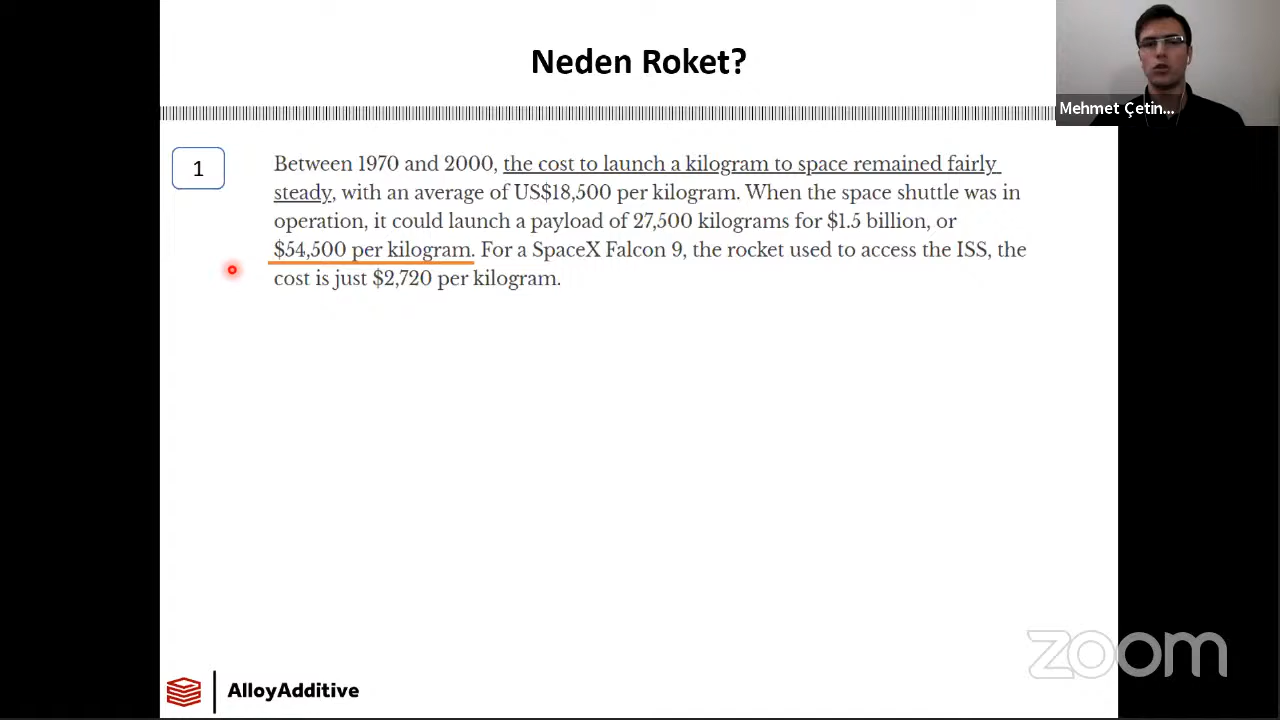 Neden Roket?
Mehmet Çetin...
1
Between 1970 and 2000, the cost to launch a kilogram to space remained fairly
steady, with an average of US$18,500 per kilogram. When the space shuttle was in
operation, it could launch a payload of 27,500 kilograms for $1.5 billion, or
$54,500 per kilogram. For a SpaceX Falcon 9, the rocket used to access the ISS, the
cost is just $2,720 per kilogram.
AlloyAdditive
zoom